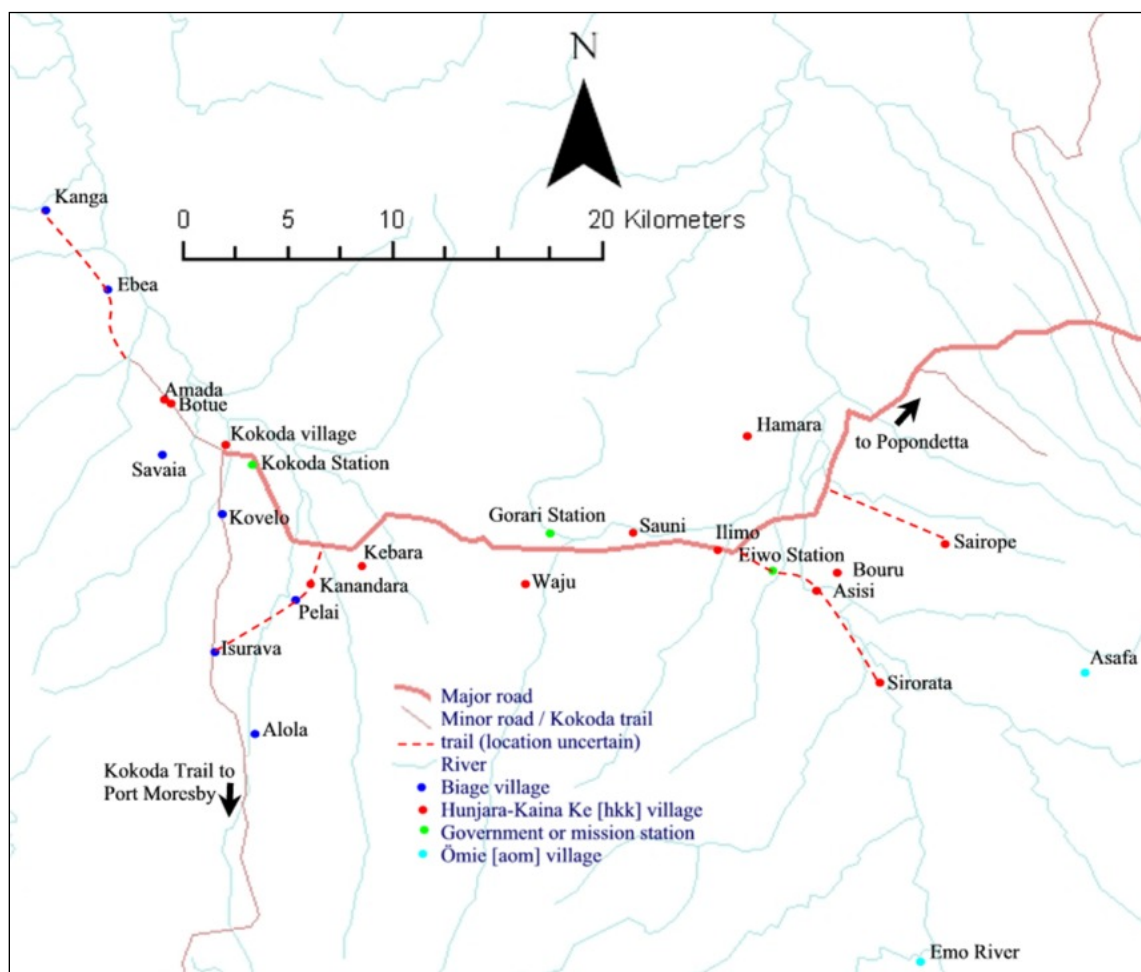 N
Kanga
0 5 10 20 Kilometers
Ebea
Amada
Botue
Kokoda village
Hamara
to Popondetta
Savaia
Kokoda Station
Kovelo
Gorari Station
Sauni
Ilimo
Sairope
Eiwo Station
Kebara
Bouru
Kanandara
Waju
Asisi
Pelai
Isurava
Asafa
Sirorata
Major road
Minor road / Kokoda trail
Alola
trail (location uncertain)
River
Kokoda Trail to
Port Moresby
Biage village
Hunjara-Kaina Ke [hkk] village
Government or mission station
Ömie [aom] village
Emo River